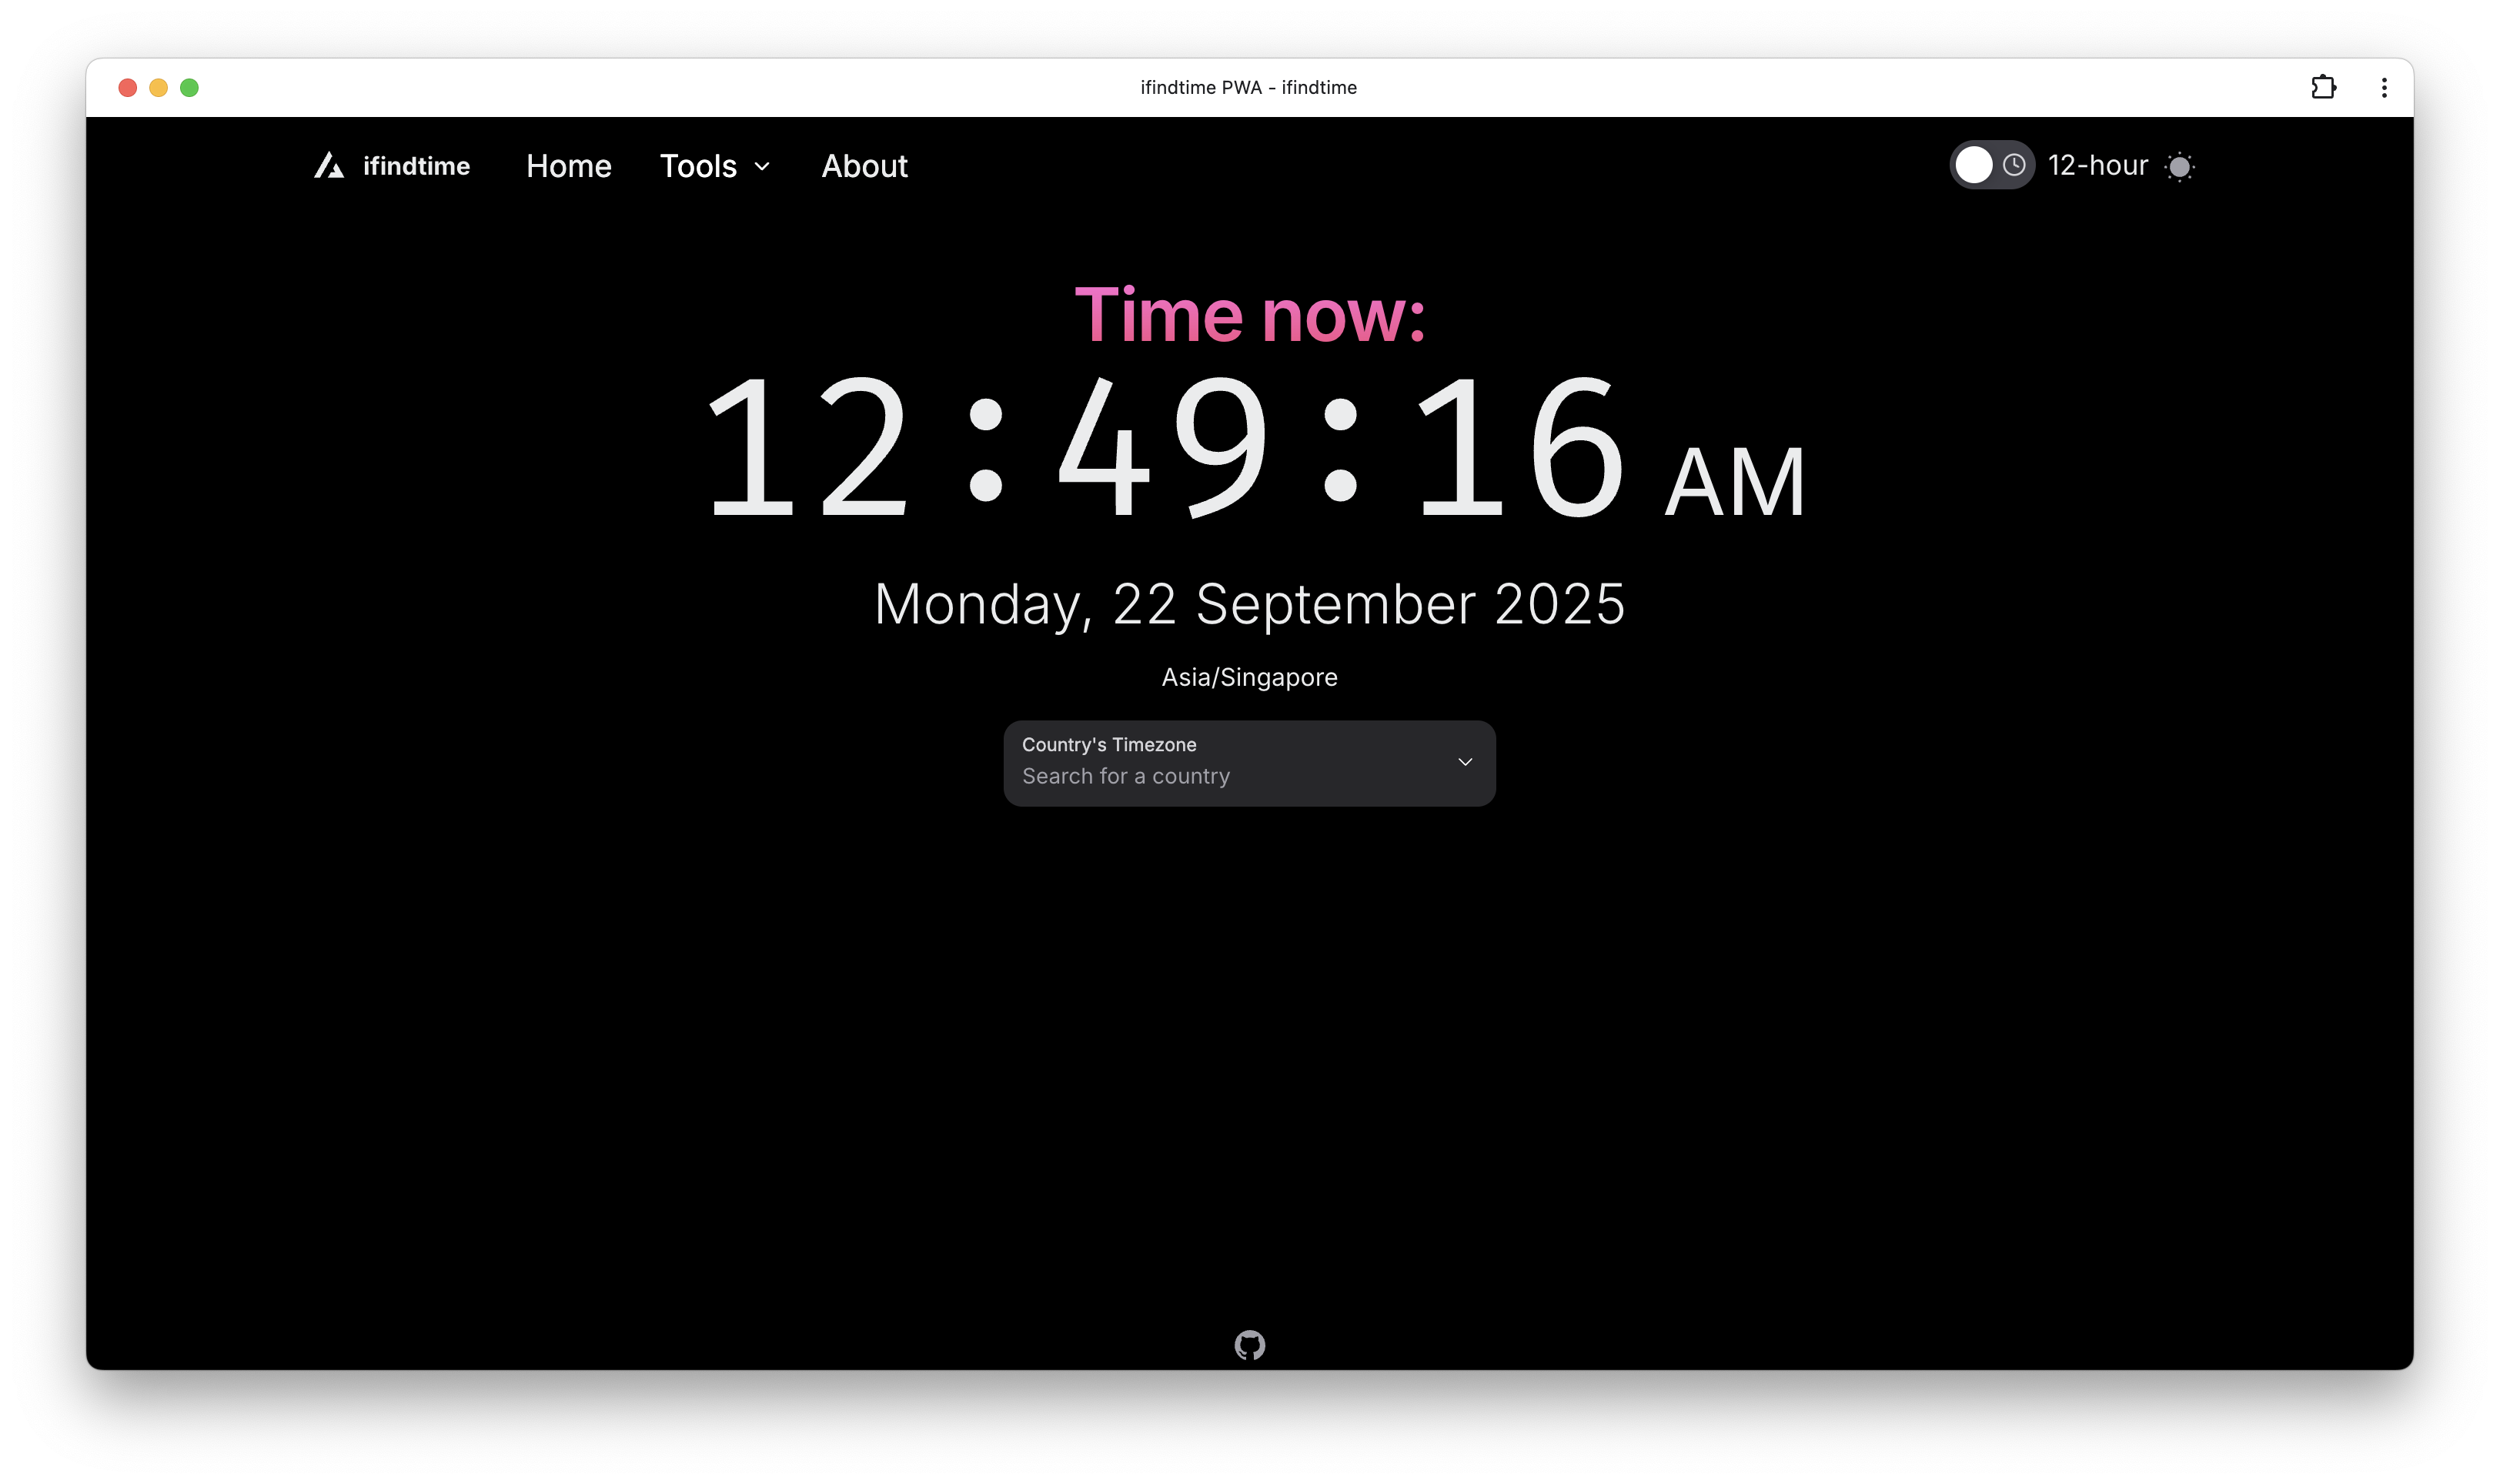 ifindtime PWA - ifindtime
ifindtime Home Tools About 12-hour
Time now:
12:49:16 AM
Monday, 22 September 2025
Asia/Singapore
Country's Timezone
Search for a country